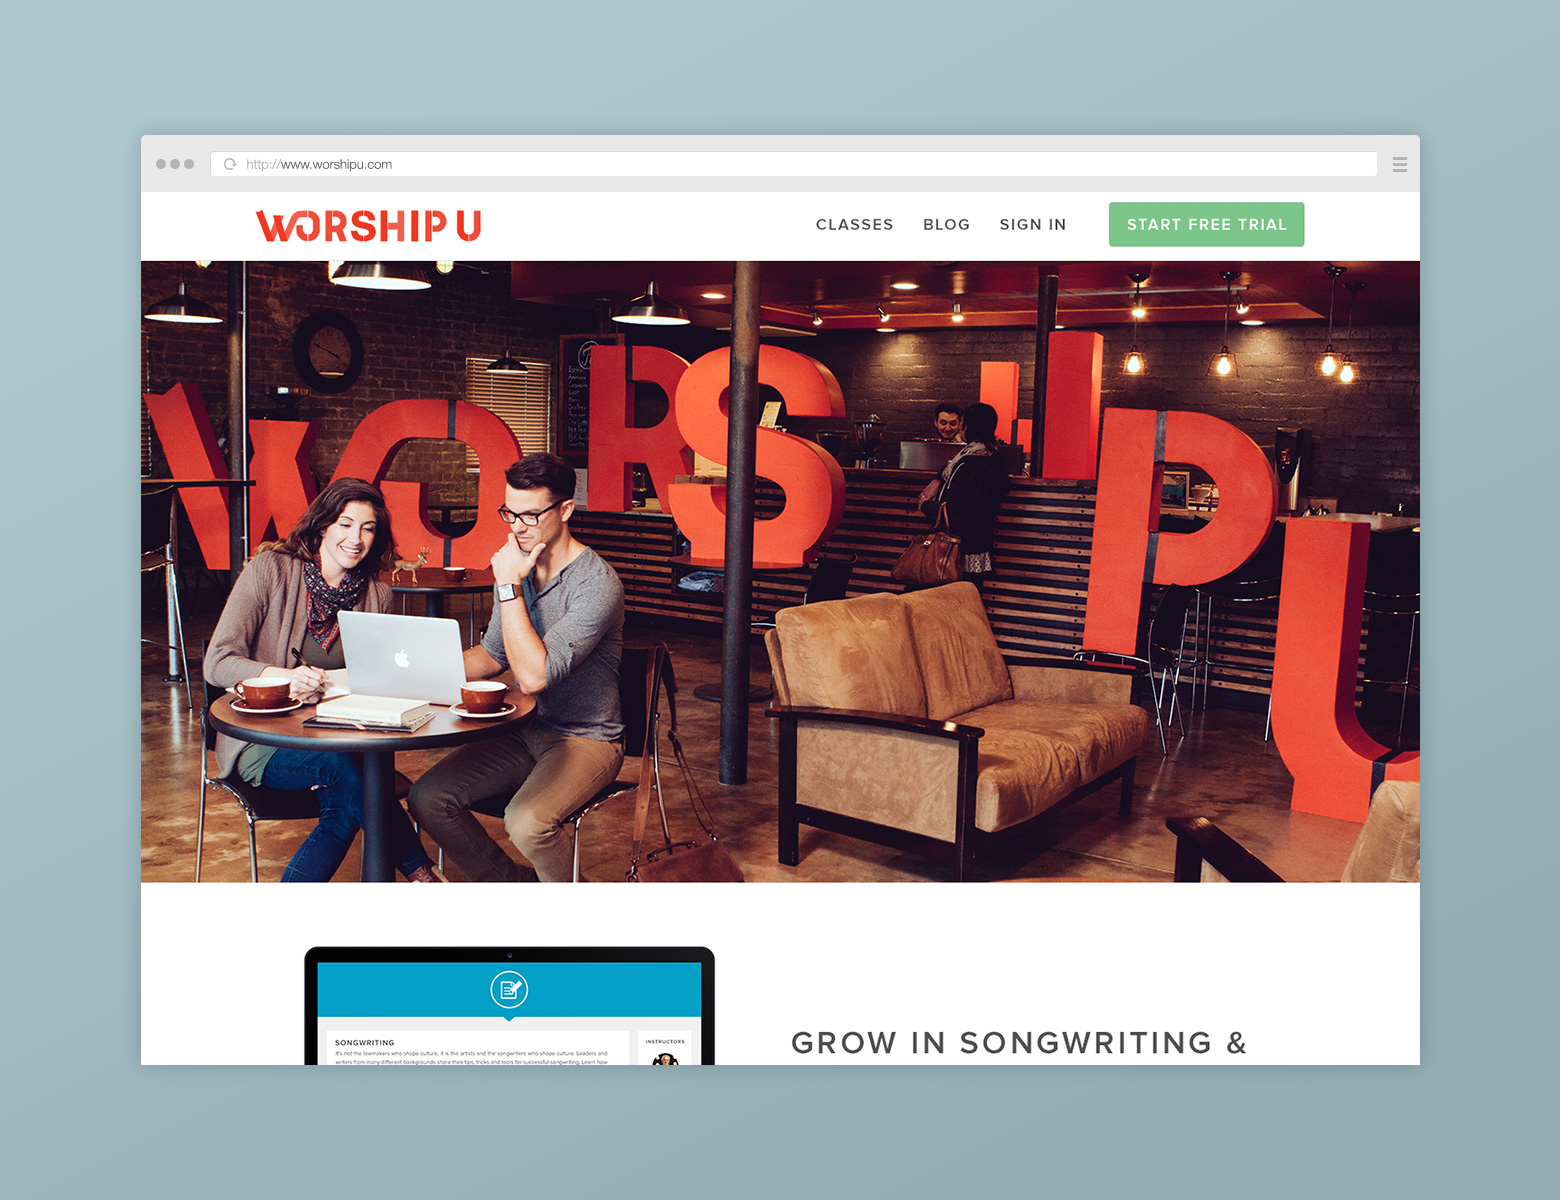 http://www.worshipu.com
WORSHIP U
CLASSES BLOG SIGN IN START FREE TRIAL
WORSHIPU
SONGWRITING
It's not the lawmakers who shape culture, it is the artists and the songwriters who shape culture. Leaders and
writers from many different backgrounds share their tips, tricks and tools for successful songwriting. Learn how
INSTRUCTORS
GROW IN SONGWRITING &